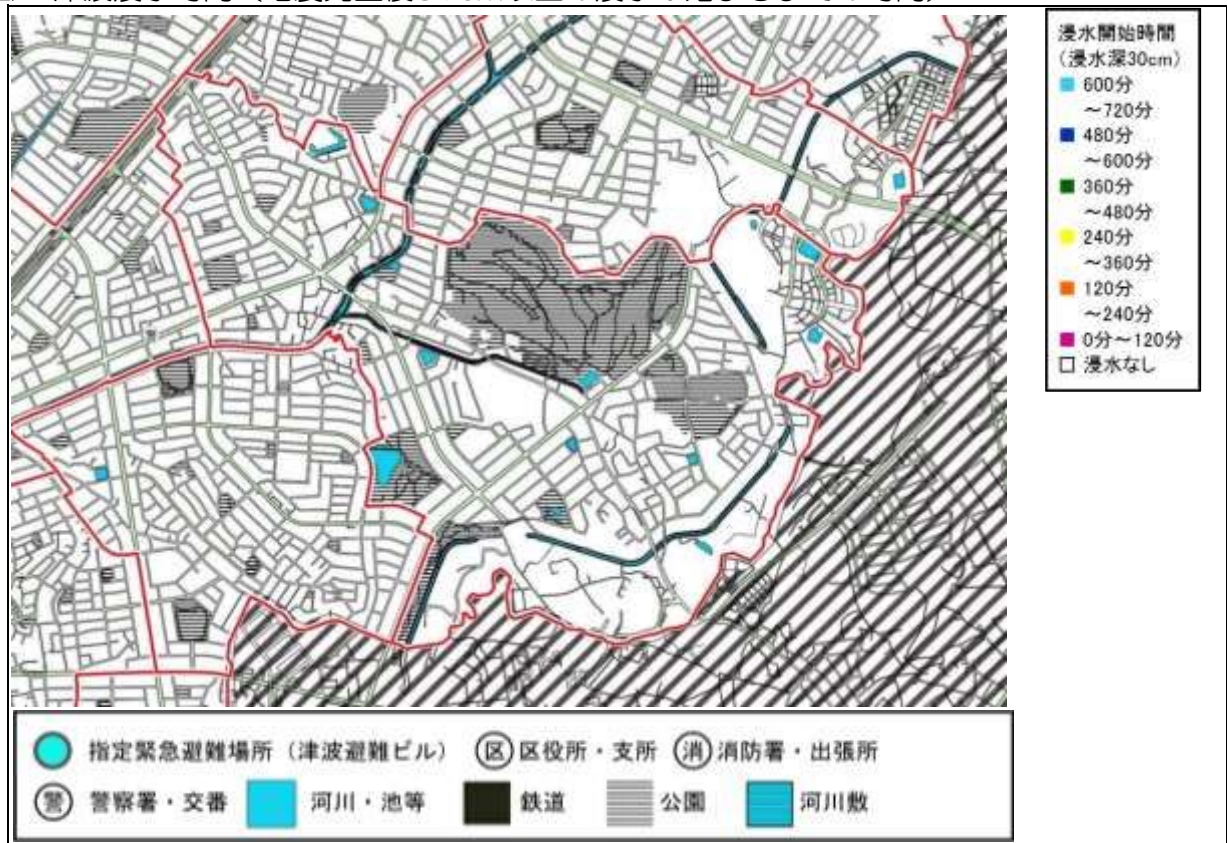 浸水開始時間
（浸水深30cm）
600分
～720分
480分
～600分
360分
～480分
240分
～360分
120分
～240分
0分～120分
浸水なし
指定緊急避難場所（津波避難ビル） 区 区役所・支所 消 消防署・出張所
警 警察署・交番 河川・池等 鉄道 公園 河川敷